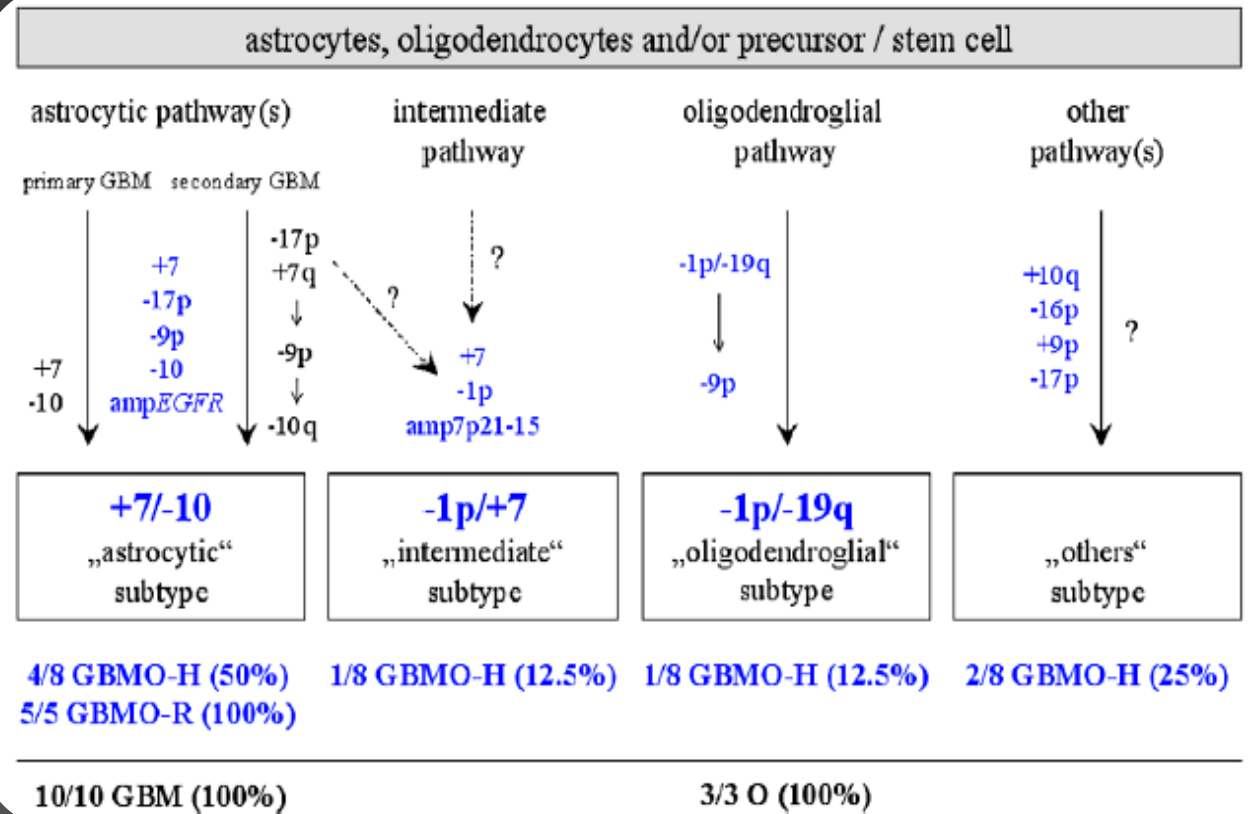 astrocytes, oligodendrocytes and/or precursor / stem cell
astrocytic pathway(s)
primary GBM
secondary GBM
+7
-10
+7
-17p
-9p
-10
ampEGFR
-17p
+7q
-9p
-10q
?
intermediate
pathway
?
+7
-1p
amp7p21-15
oligodendroglial
pathway
-1p/-19q
-9p
other
pathway(s)
+10q
-16p
+9p
-17p
?
+7/-10
„astrocytic“
subtype
-1p/+7
„intermediate“
subtype
-1p/-19q
„oligodendroglial“
subtype
„others“
subtype
4/8 GBMO-H (50%)
5/5 GBMO-R (100%)
1/8 GBMO-H (12.5%)
1/8 GBMO-H (12.5%)
2/8 GBMO-H (25%)
10/10 GBM (100%)
3/3 O (100%)